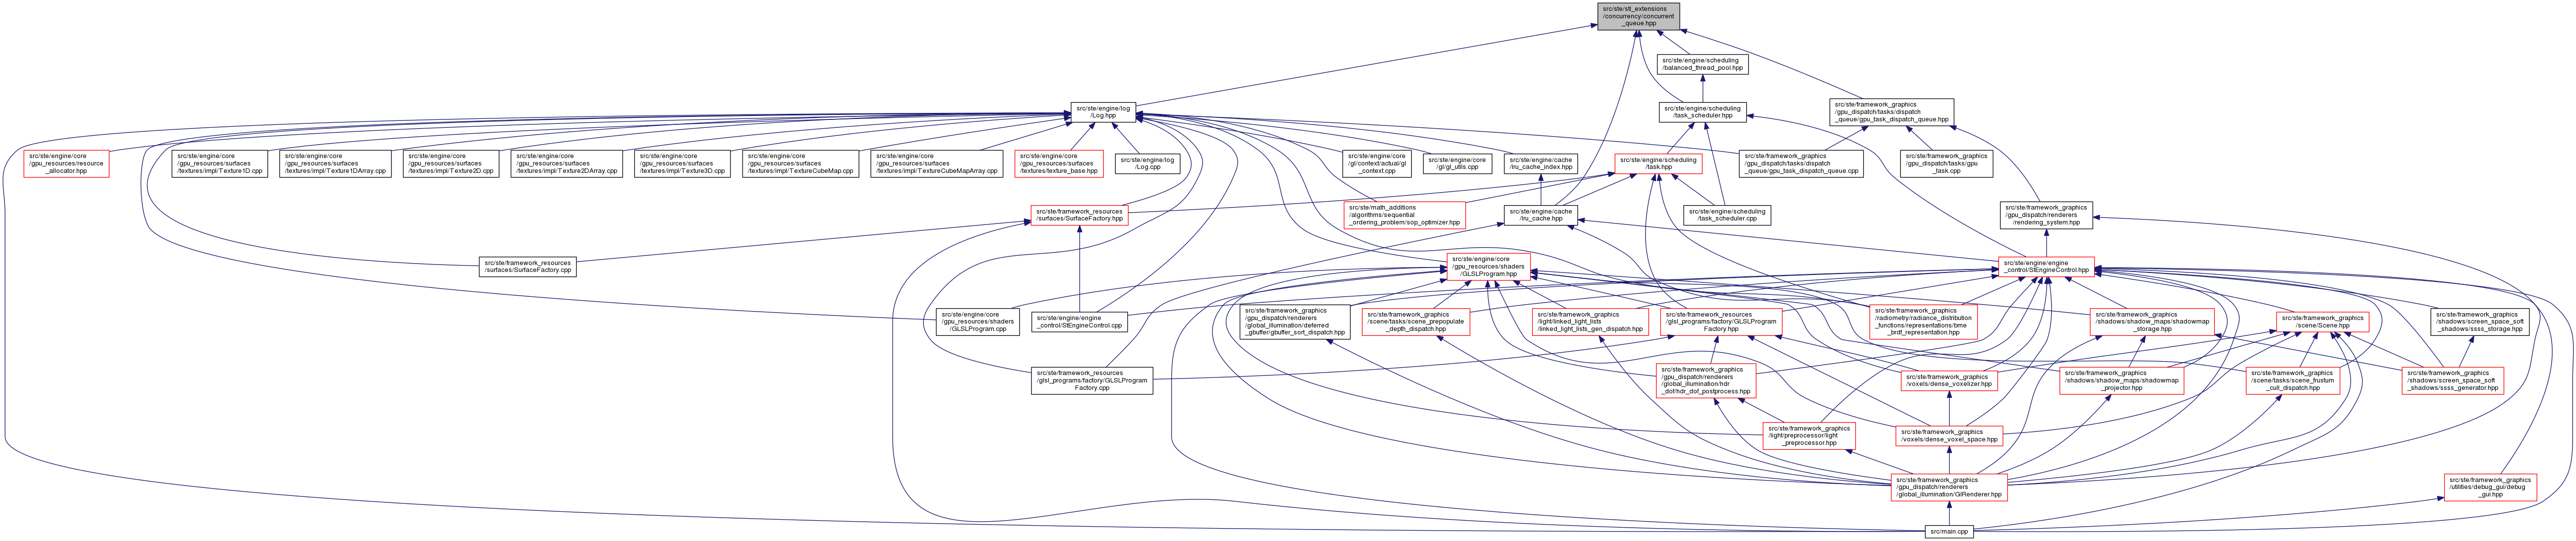 src/ste/stl_extensions
/concurrency/concurrent
_queue.hpp
src/ste/engine/scheduling
/balanced_thread_pool.hpp
src/ste/engine/log
/Log.hpp
src/ste/engine/scheduling
/task_scheduler.hpp
src/ste/framework_graphics
/gpu_dispatch/tasks/dispatch
_queue/gpu_task_dispatch_queue.hpp
src/ste/engine/core
/gpu_resources/resource
_allocator.hpp
src/ste/engine/core
/gpu_resources/surfaces
/textures/impl/Texture1D.cpp
src/ste/engine/core
/gpu_resources/surfaces
/textures/impl/Texture1DArray.cpp
src/ste/engine/core
/gpu_resources/surfaces
/textures/impl/Texture2D.cpp
src/ste/engine/core
/gpu_resources/surfaces
/textures/impl/Texture2DArray.cpp
src/ste/engine/core
/gpu_resources/surfaces
/textures/impl/Texture3D.cpp
src/ste/engine/core
/gpu_resources/surfaces
/textures/impl/TextureCubeMap.cpp
src/ste/engine/core
/gpu_resources/surfaces
/textures/impl/TextureCubeMapArray.cpp
src/ste/engine/core
/gpu_resources/surfaces
/textures/texture_base.hpp
src/ste/engine/log
/Log.cpp
src/ste/engine/core
/gl/context/actual/gl
_context.cpp
src/ste/engine/core
/gl/gl_utils.cpp
src/ste/engine/cache
/lru_cache_index.hpp
src/ste/engine/scheduling
/task.hpp
src/ste/framework_graphics
/gpu_dispatch/tasks/dispatch
_queue/gpu_task_dispatch_queue.cpp
src/ste/framework_graphics
/gpu_dispatch/tasks/gpu
_task.cpp
src/ste/framework_resources
/surfaces/SurfaceFactory.hpp
src/ste/math_additions
/algorithms/sequential
_ordering_problem/sop_optimizer.hpp
src/ste/engine/cache
/lru_cache.hpp
src/ste/engine/scheduling
/task_scheduler.cpp
src/ste/framework_graphics
/gpu_dispatch/renderers
/rendering_system.hpp
src/ste/framework_resources
/surfaces/SurfaceFactory.cpp
src/ste/engine/core
/gpu_resources/shaders
/GLSLProgram.hpp
src/ste/engine/engine
_control/StEngineControl.hpp
src/ste/engine/core
/gpu_resources/shaders
/GLSLProgram.cpp
src/ste/engine/engine
_control/StEngineControl.cpp
src/ste/framework_graphics
/gpu_dispatch/renderers
/global_illumination/deferred
_gbuffer/gbuffer_sort_dispatch.hpp
src/ste/framework_graphics
/scene/tasks/scene_prepopulate
_depth_dispatch.hpp
src/ste/framework_graphics
/light/linked_light_lists
/linked_light_lists_gen_dispatch.hpp
src/ste/framework_resources
/glsl_programs/factory/GLSLProgram
Factory.hpp
src/ste/framework_graphics
/radiometry/radiance_distribution
_functions/representations/bme
_brdf_representation.hpp
src/ste/framework_graphics
/shadows/shadow_maps/shadowmap
_storage.hpp
src/ste/framework_graphics
/scene/Scene.hpp
src/ste/framework_graphics
/shadows/screen_space_soft
_shadows/ssss_storage.hpp
src/ste/framework_resources
/glsl_programs/factory/GLSLProgram
Factory.cpp
src/ste/framework_graphics
/gpu_dispatch/renderers
/global_illumination/hdr
_dof/hdr_dof_postprocess.hpp
src/ste/framework_graphics
/voxels/dense_voxelizer.hpp
src/ste/framework_graphics
/shadows/shadow_maps/shadowmap
_projector.hpp
src/ste/framework_graphics
/scene/tasks/scene_frustum
_cull_dispatch.hpp
src/ste/framework_graphics
/shadows/screen_space_soft
_shadows/ssss_generator.hpp
src/ste/framework_graphics
/light/preprocessor/light
_preprocessor.hpp
src/ste/framework_graphics
/voxels/dense_voxel_space.hpp
src/ste/framework_graphics
/gpu_dispatch/renderers
/global_illumination/GIRenderer.hpp
src/ste/framework_graphics
/utilities/debug_gui/debug
_gui.hpp
src/main.cpp